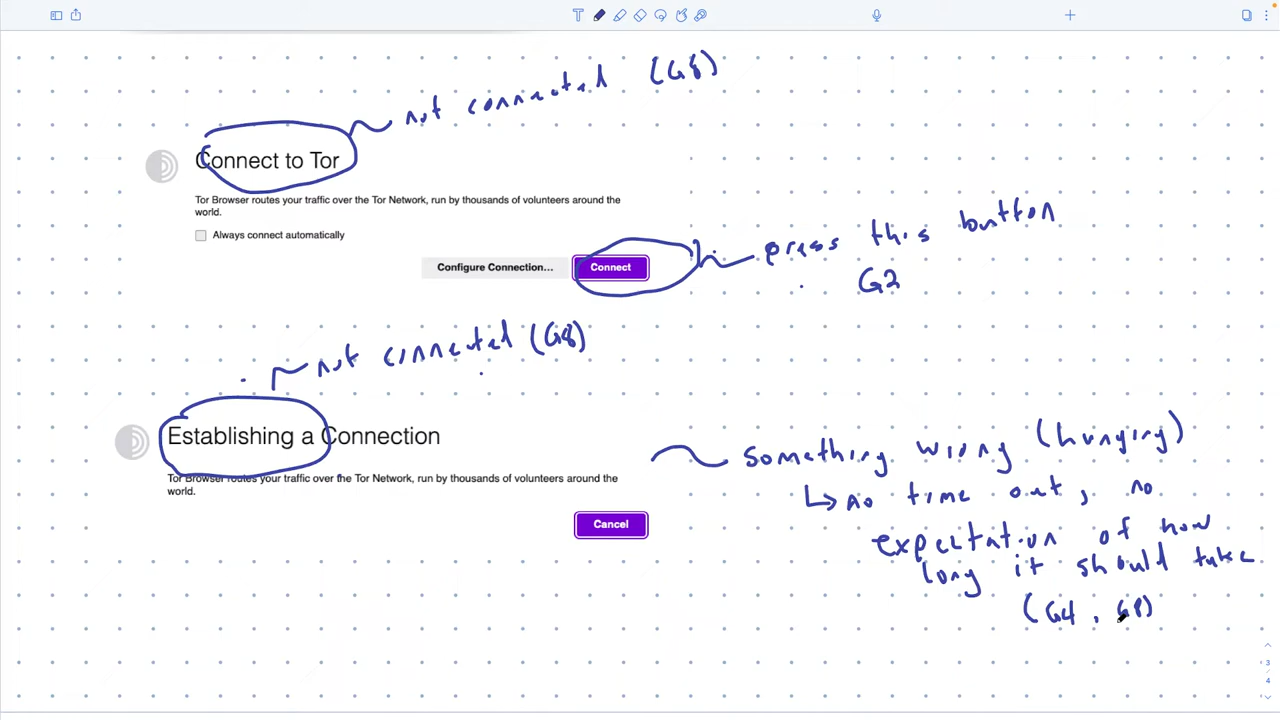 not connected (G8)
Connect to Tor
Tor Browser routes your traffic over the Tor Network, run by thousands of volunteers around the
world.
Always connect automatically
press this button
G2
Configure Connection...
Connect
not connected (G8)
Establishing a Connection
Tor Browser routes your traffic over the Tor Network, run by thousands of volunteers around the
world.
Cancel
something wrong (hanging)
↳ no time out, no
expectation of how
long it should take
(G4, G8)
3
4